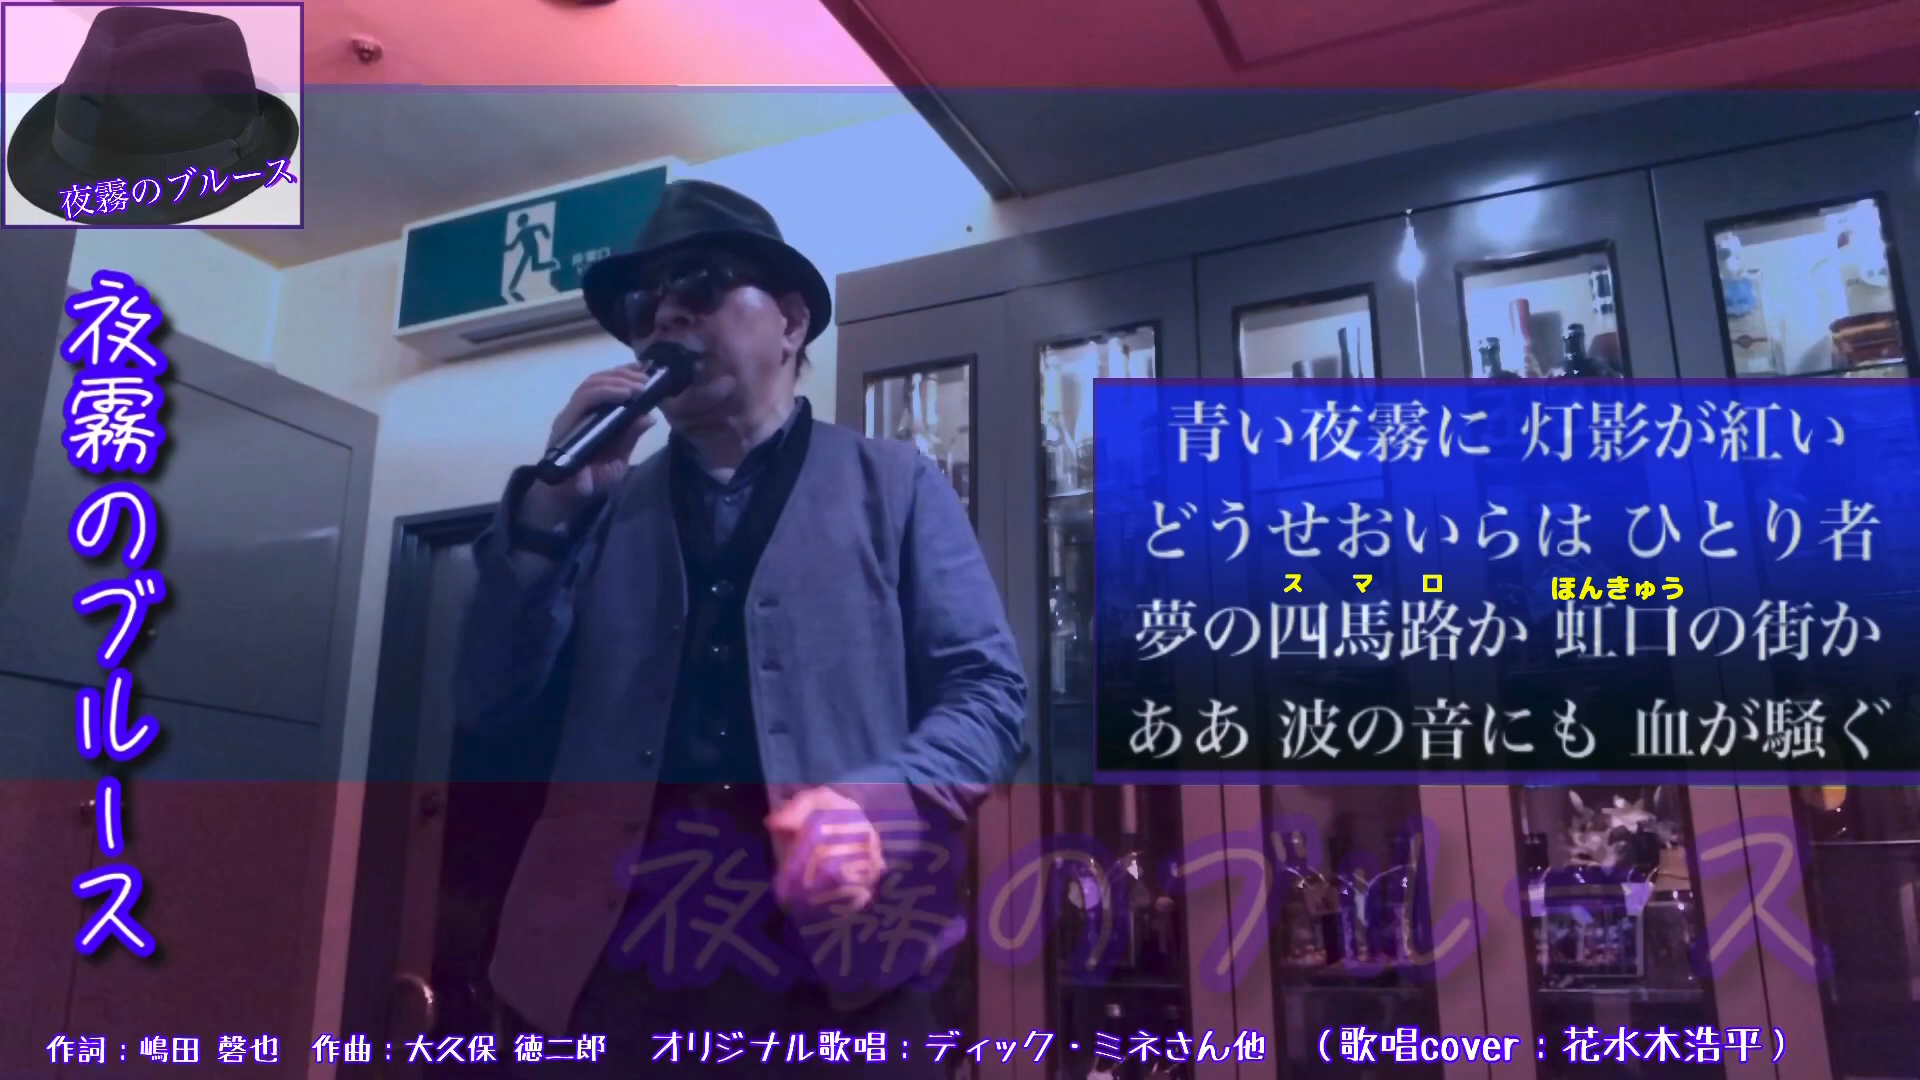 夜霧のブルース
夜霧のブルース
青い夜霧に 灯影が紅い
どうせおいらは ひとり者
スマロ ほんきゅう
夢の四馬路か 虹口の街か
ああ 波の音にも 血が騒ぐ
夜霧のブルース
作詞：嶋田 磬也 作曲：大久保 徳二郎 オリジナル歌唱：ディック・ミネさん他 （歌唱cover：花水木浩平）